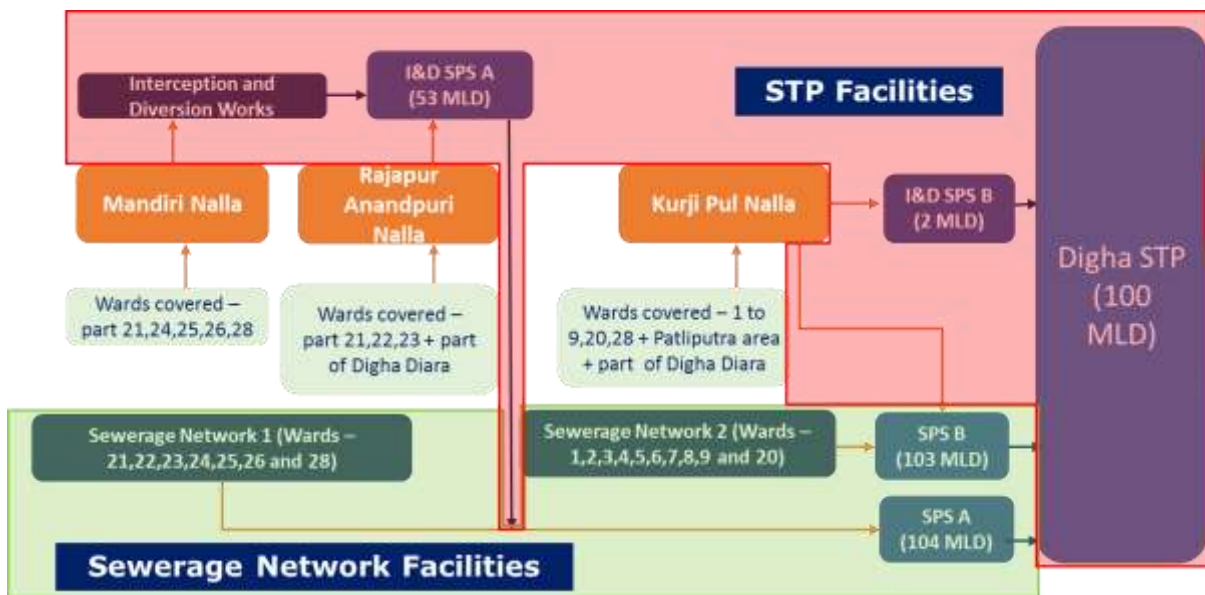 Interception and
Diversion Works
I&D SPS A
(53 MLD)
STP Facilities
Mandiri Nalla
Rajapur
Anandpuri
Nalla
Kurji Pul Nalla
I&D SPS B
(2 MLD)
Digha STP
(100
MLD)
Wards covered –
part 21,24,25,26,28
Wards covered –
part 21,22,23 + part
of Digha Diara
Wards covered – 1 to
9,20,28 + Patliputra area
+ part of Digha Diara
Sewerage Network 1 (Wards –
21,22,23,24,25,26 and 28)
Sewerage Network 2 (Wards –
1,2,3,4,5,6,7,8,9 and 20)
SPS B
(103 MLD)
SPS A
(104 MLD)
Sewerage Network Facilities